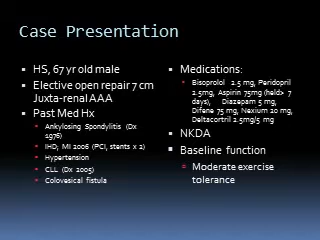 Case Presentation
HS, 67 yr old male
Elective open repair 7 cm
Juxta-renal AAA
Past Med Hx
Ankylosing Spondylitis (Dx
1976)
IHD; MI 2006 (PCI, stents x 2)
Hypertension
CLL (Dx 2005)
Colovesical fistula
Medications:
Bisoprolol 2.5 mg, Peridopril
2.5mg, Aspirin 75mg (held> 7
days), Diazepam 5 mg,
Difene 75 mg, Nexium 20 mg,
Deltacortril 2.5mg/5 mg
NKDA
Baseline function
Moderate exercise
tolerance